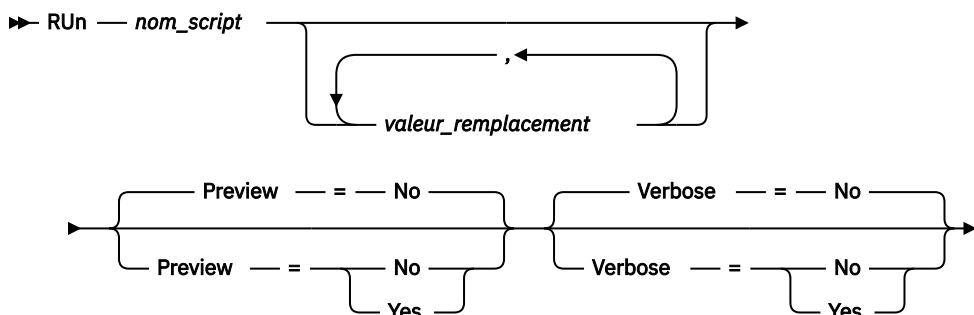 RUn nom_script
,
valeur_remplacement
Preview = No Verbose = No
Preview = No Verbose = No
Yes Yes